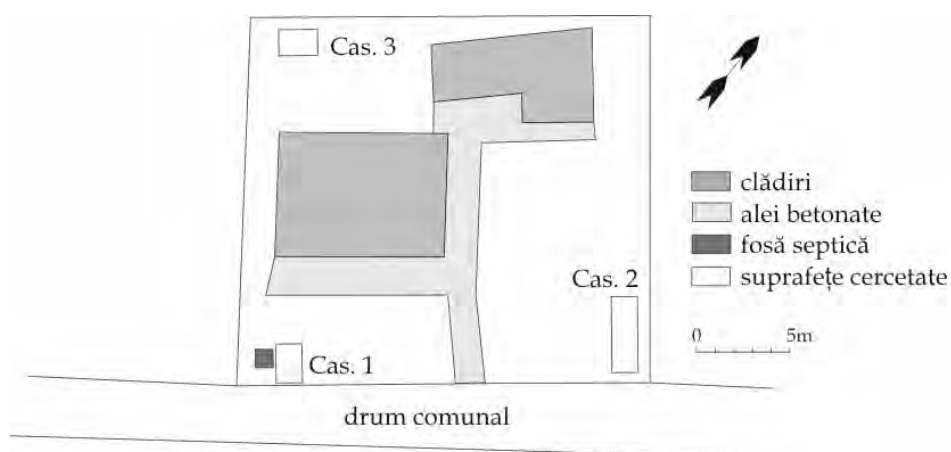 Cas. 3
clădiri
alei betonate
fosă septică
suprafețe cercetate
Cas. 2
0 5m
Cas. 1
drum comunal